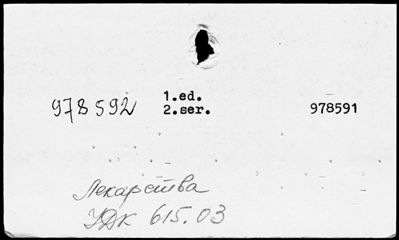 978592 1.ed. 978591
2.ser.
Лекарства
УДК 615.03